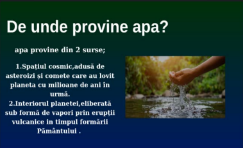 De unde provine apa?
apa provine din 2 surse;
1.Spațiul cosmic,adusă de
asteroizi și comete care au lovit
planeta cu milioane de ani în
urmă.
2.Interiorul planetei,eliberată
sub formă de vapori prin erupții
vulcanice in timpul formării
Pământului .